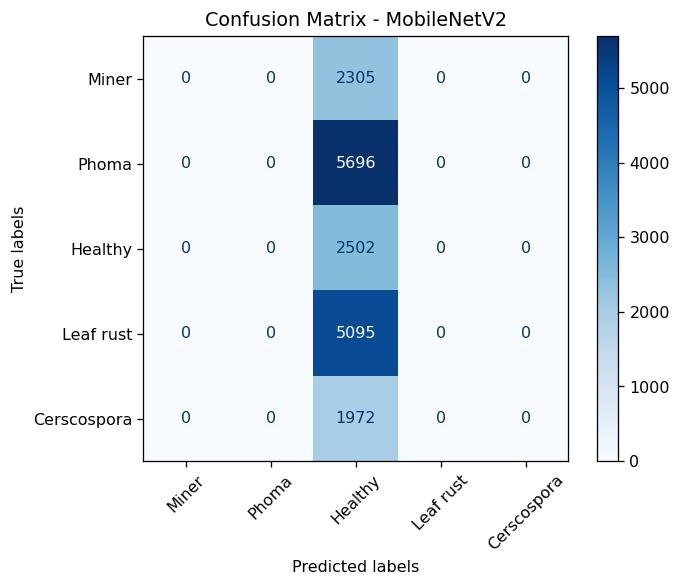 Confusion Matrix - MobileNetV2
True labels
Miner 0 0 2305 0 0
Phoma 0 0 5696 0 0
Healthy 0 0 2502 0 0
Leaf rust 0 0 5095 0 0
Cerscospora 0 0 1972 0 0
Miner Phoma Healthy Leaf rust Cerscospora
Predicted labels
5000
4000
3000
2000
1000
0